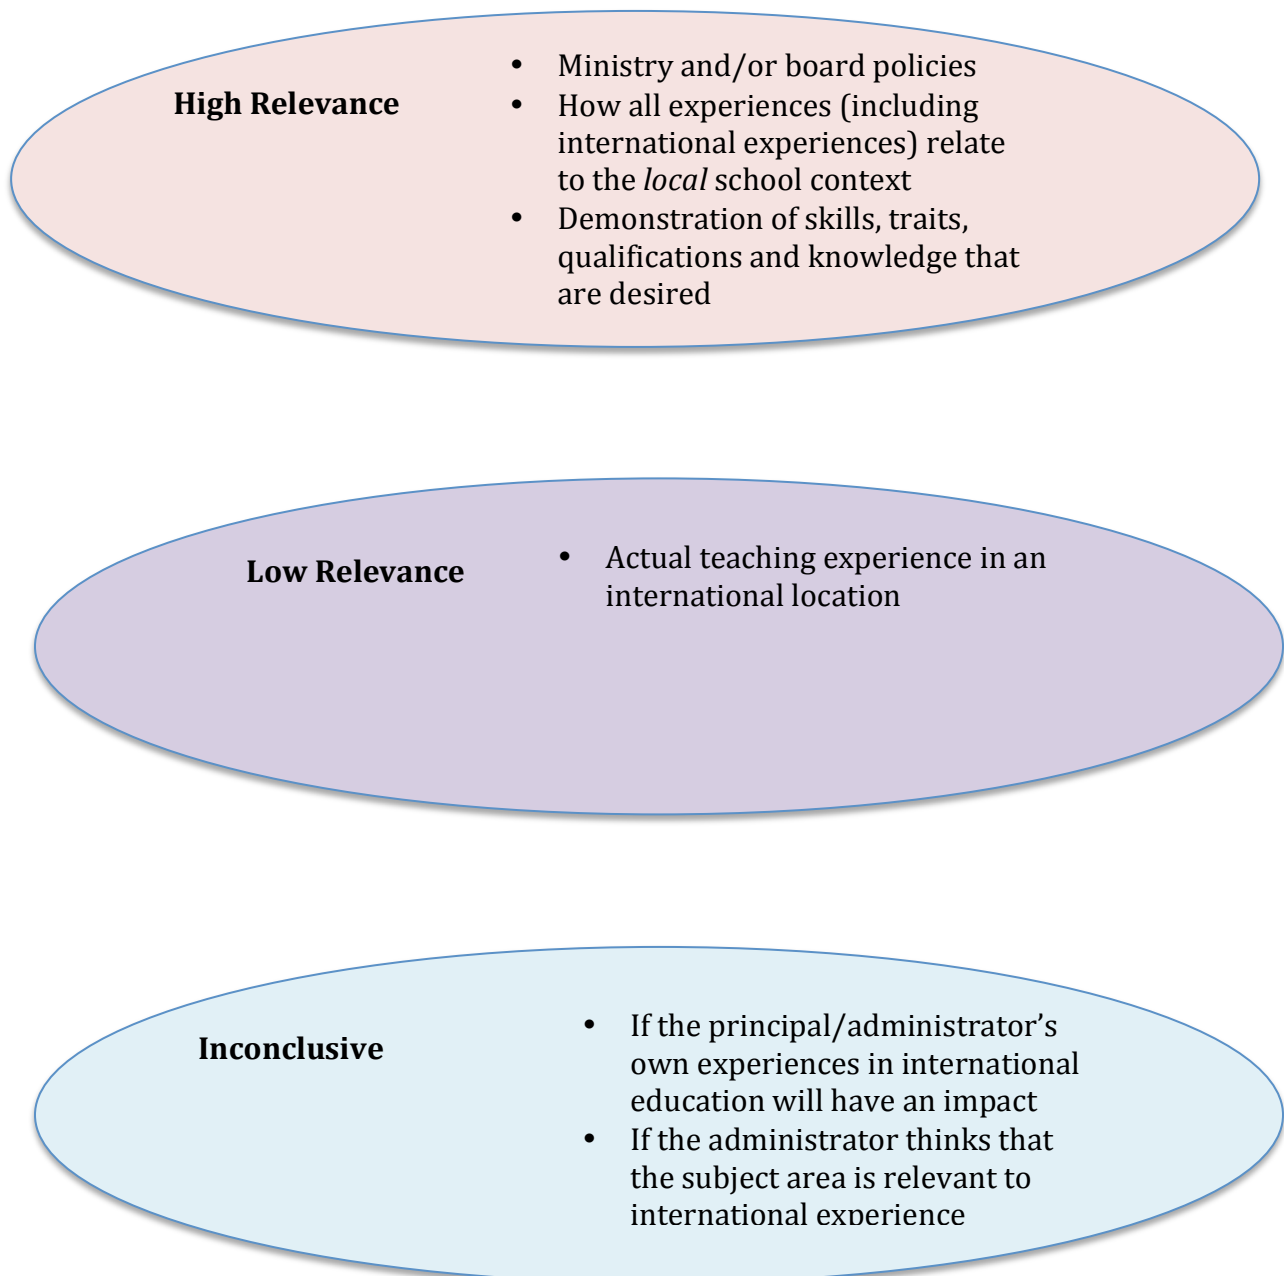 High Relevance
• Ministry and/or board policies
• How all experiences (including
international experiences) relate
to the local school context
• Demonstration of skills, traits,
qualifications and knowledge that
are desired
Low Relevance
• Actual teaching experience in an
international location
Inconclusive
• If the principal/administrator’s
own experiences in international
education will have an impact
• If the administrator thinks that
the subject area is relevant to
international experience